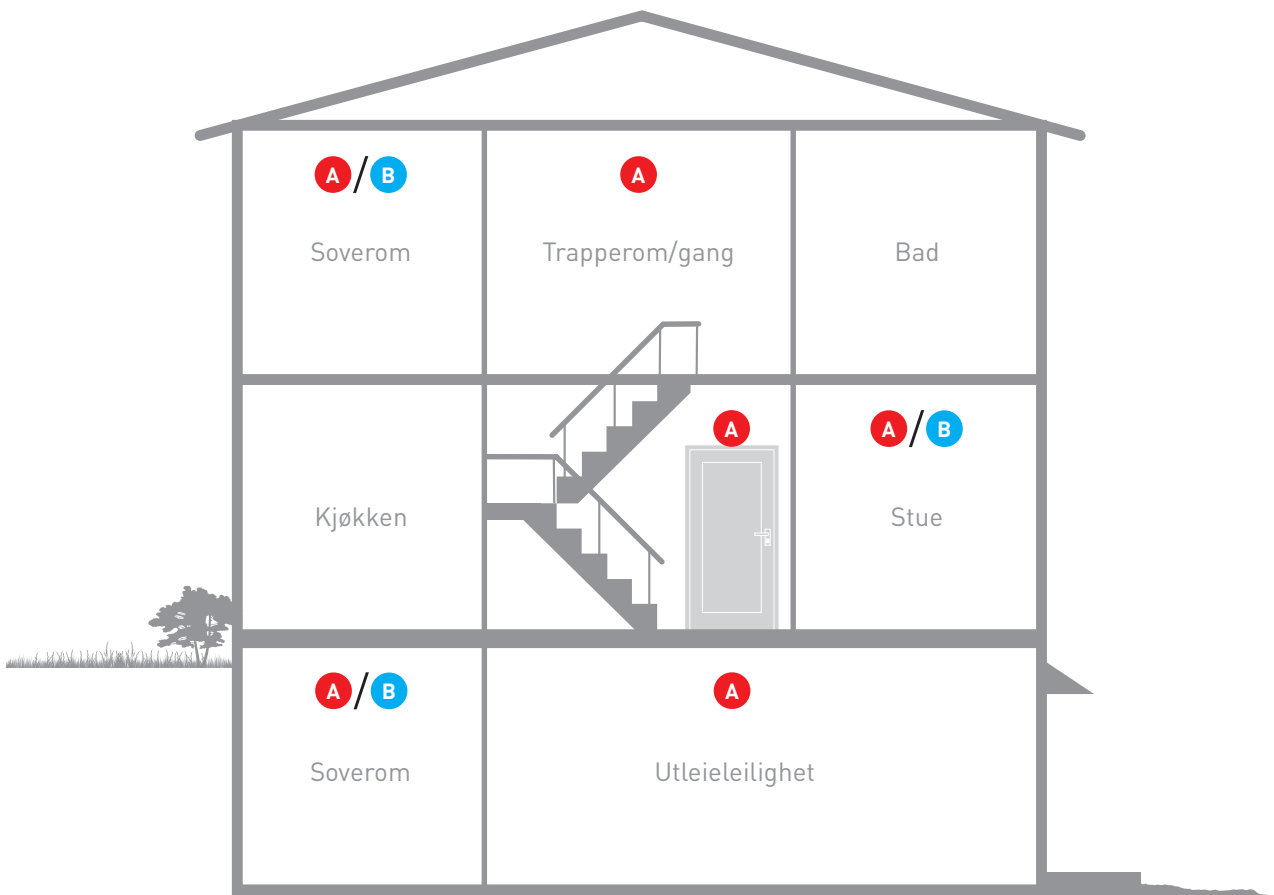 A/B
A
Soverom
Trapperom/gang
Bad
A
A/B
Kjøkken
Stue
A/B
A
Soverom
Utleieleilighet